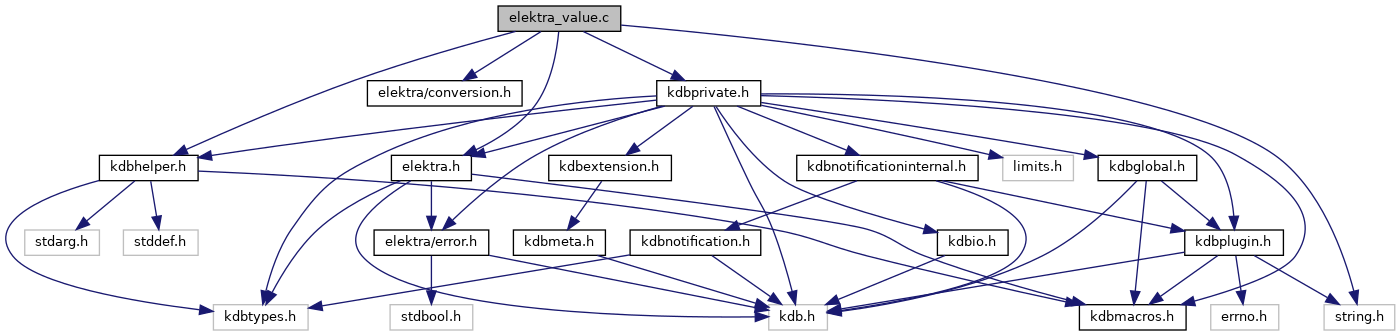 elektra_value.c
elektra/conversion.h
kdbprivate.h
kdbhelper.h
elektra.h
kdbextension.h
kdbnotificationinternal.h
limits.h
kdbglobal.h
stdarg.h
stddef.h
elektra/error.h
kdbmeta.h
kdbnotification.h
kdbio.h
kdbplugin.h
kdbtypes.h
stdbool.h
kdb.h
kdbmacros.h
errno.h
string.h